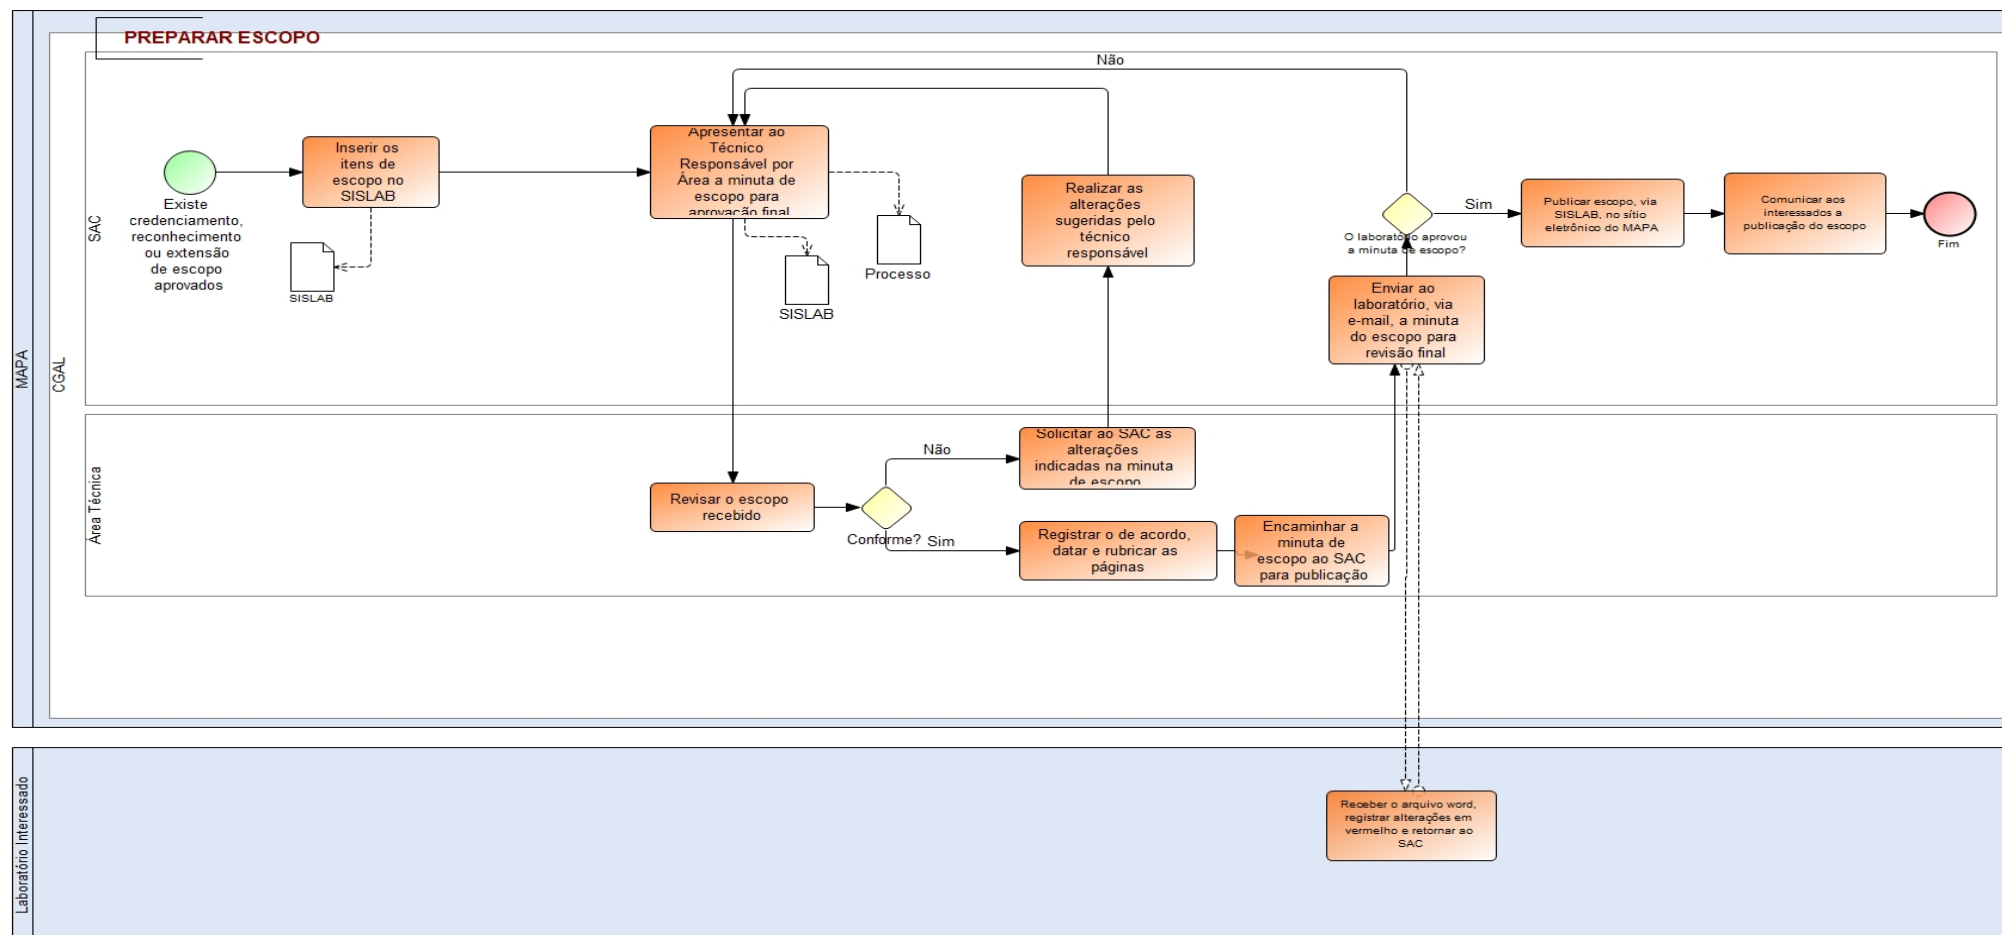 PREPARAR ESCOPO
MAPA
CGAL
SAC
Existe
credenciamento,
reconhecimento
ou extensão
de escopo
aprovados
Inserir os
itens de
escopo no
SISLAB
SISLAB
Apresentar ao
Técnico
Responsável por
Área a minuta de
escopo para
aprovação final
SISLAB
Processo
Realizar as
alterações
sugeridas pelo
técnico
responsável
Não
O laboratório aprovou
a minuta de escopo?
Sim
Enviar ao
laboratório, via
e-mail, a minuta
do escopo para
revisão final
Publicar escopo, via
SISLAB, no sítio
eletrônico do MAPA
Comunicar aos
interessados a
publicação do escopo
Fim
Área Técnica
Revisar o escopo
recebido
Conforme?
Não
Sim
Solicitar ao SAC as
alterações
indicadas na minuta
de escopo
Registrar o de acordo,
datar e rubricar as
páginas
Encaminhar a
minuta de
escopo ao SAC
para publicação
Laboratório Interessado
Receber o arquivo word,
registrar alterações em
vermelho e retornar ao
SAC